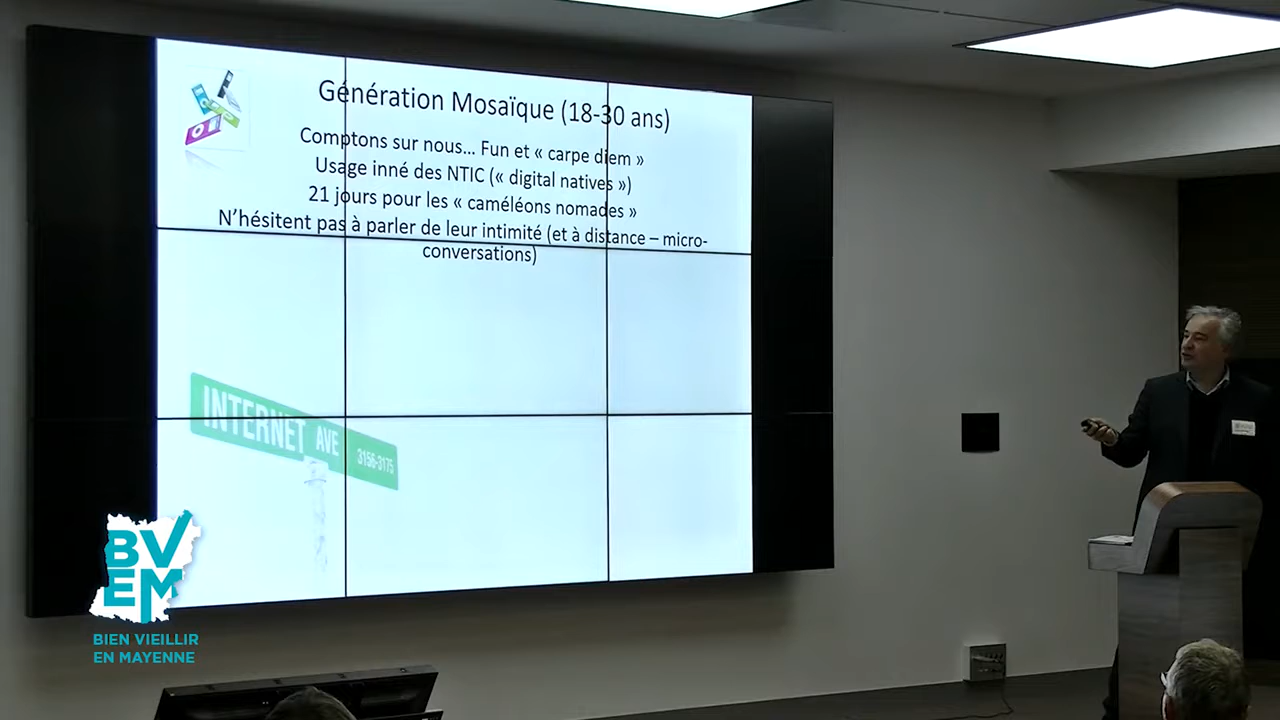 Génération Mosaïque (18-30 ans)
Comptons sur nous... Fun et « carpe diem »
Usage inné des NTIC (« digital natives »)
21 jours pour les « caméléons nomades »
N’hésitent pas à parler de leur intimité (et à distance – micro-
conversations)
INTERNET AVE 3156-3175
BV
EM
BIEN VIEILLIR
EN MAYENNE